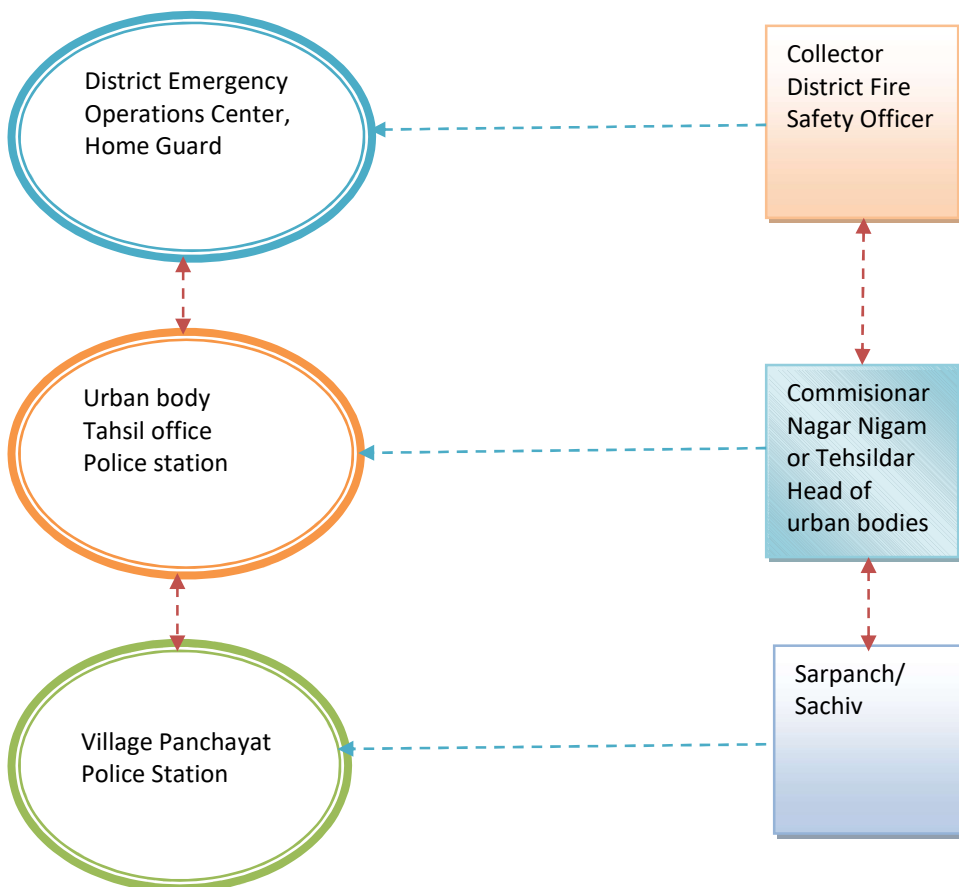 District Emergency
Operations Center,
Home Guard
Collector
District Fire
Safety Officer
Urban body
Tahsil office
Police station
Commisionar
Nagar Nigam
or Tehsildar
Head of
urban bodies
Village Panchayat
Police Station
Sarpanch/
Sachiv